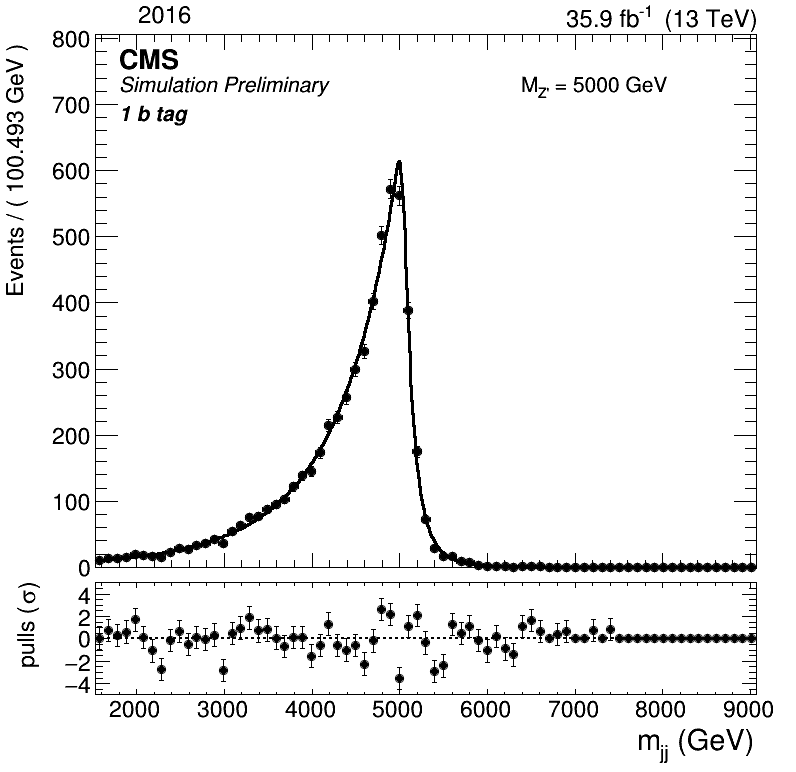 2016 35.9 fb⁻¹ (13 TeV)
CMS
Simulation Preliminary
M_Z' = 5000 GeV
1 b tag
Events / ( 100.493 GeV )
800
700
600
500
400
300
200
100
0
pulls (σ)
4
2
0
−2
−4
2000 3000 4000 5000 6000 7000 8000 9000
m_jj (GeV)